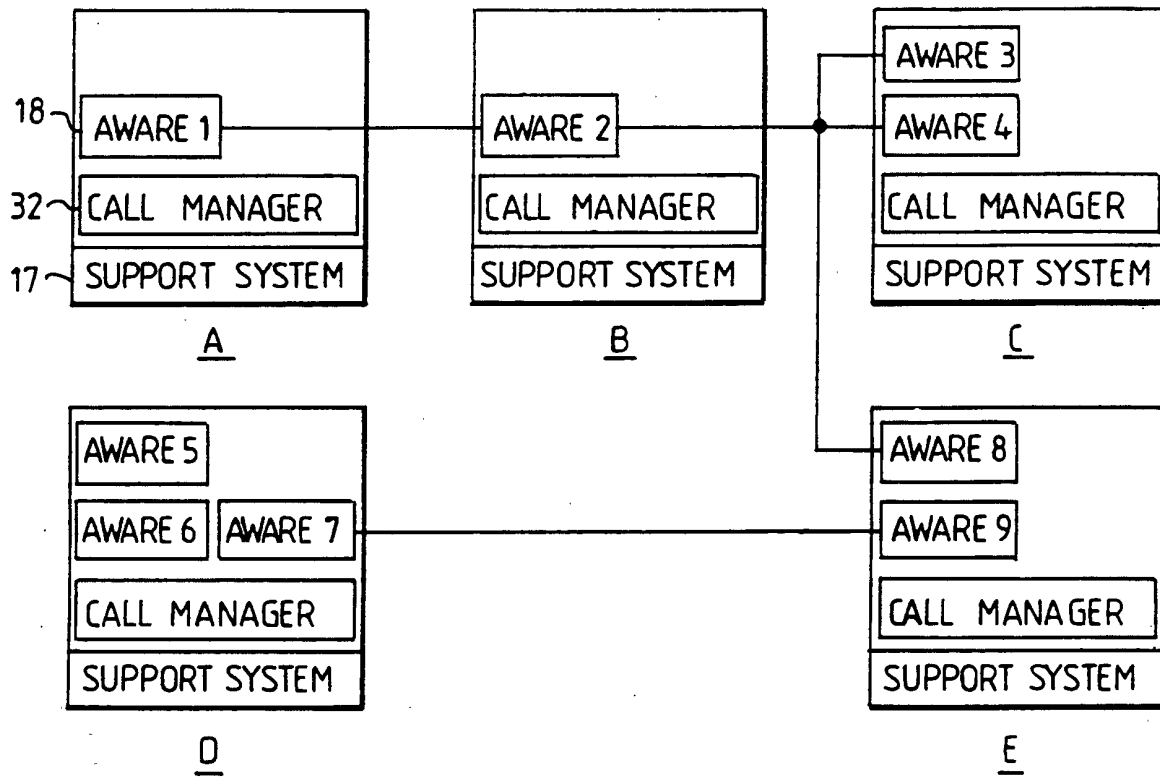 AWARE 3
18 AWARE 1 AWARE 2 AWARE 4
32 CALL MANAGER CALL MANAGER CALL MANAGER
17 SUPPORT SYSTEM SUPPORT SYSTEM SUPPORT SYSTEM
A B C
AWARE 5 AWARE 8
AWARE 6 AWARE 7 AWARE 9
CALL MANAGER CALL MANAGER
SUPPORT SYSTEM SUPPORT SYSTEM
D E